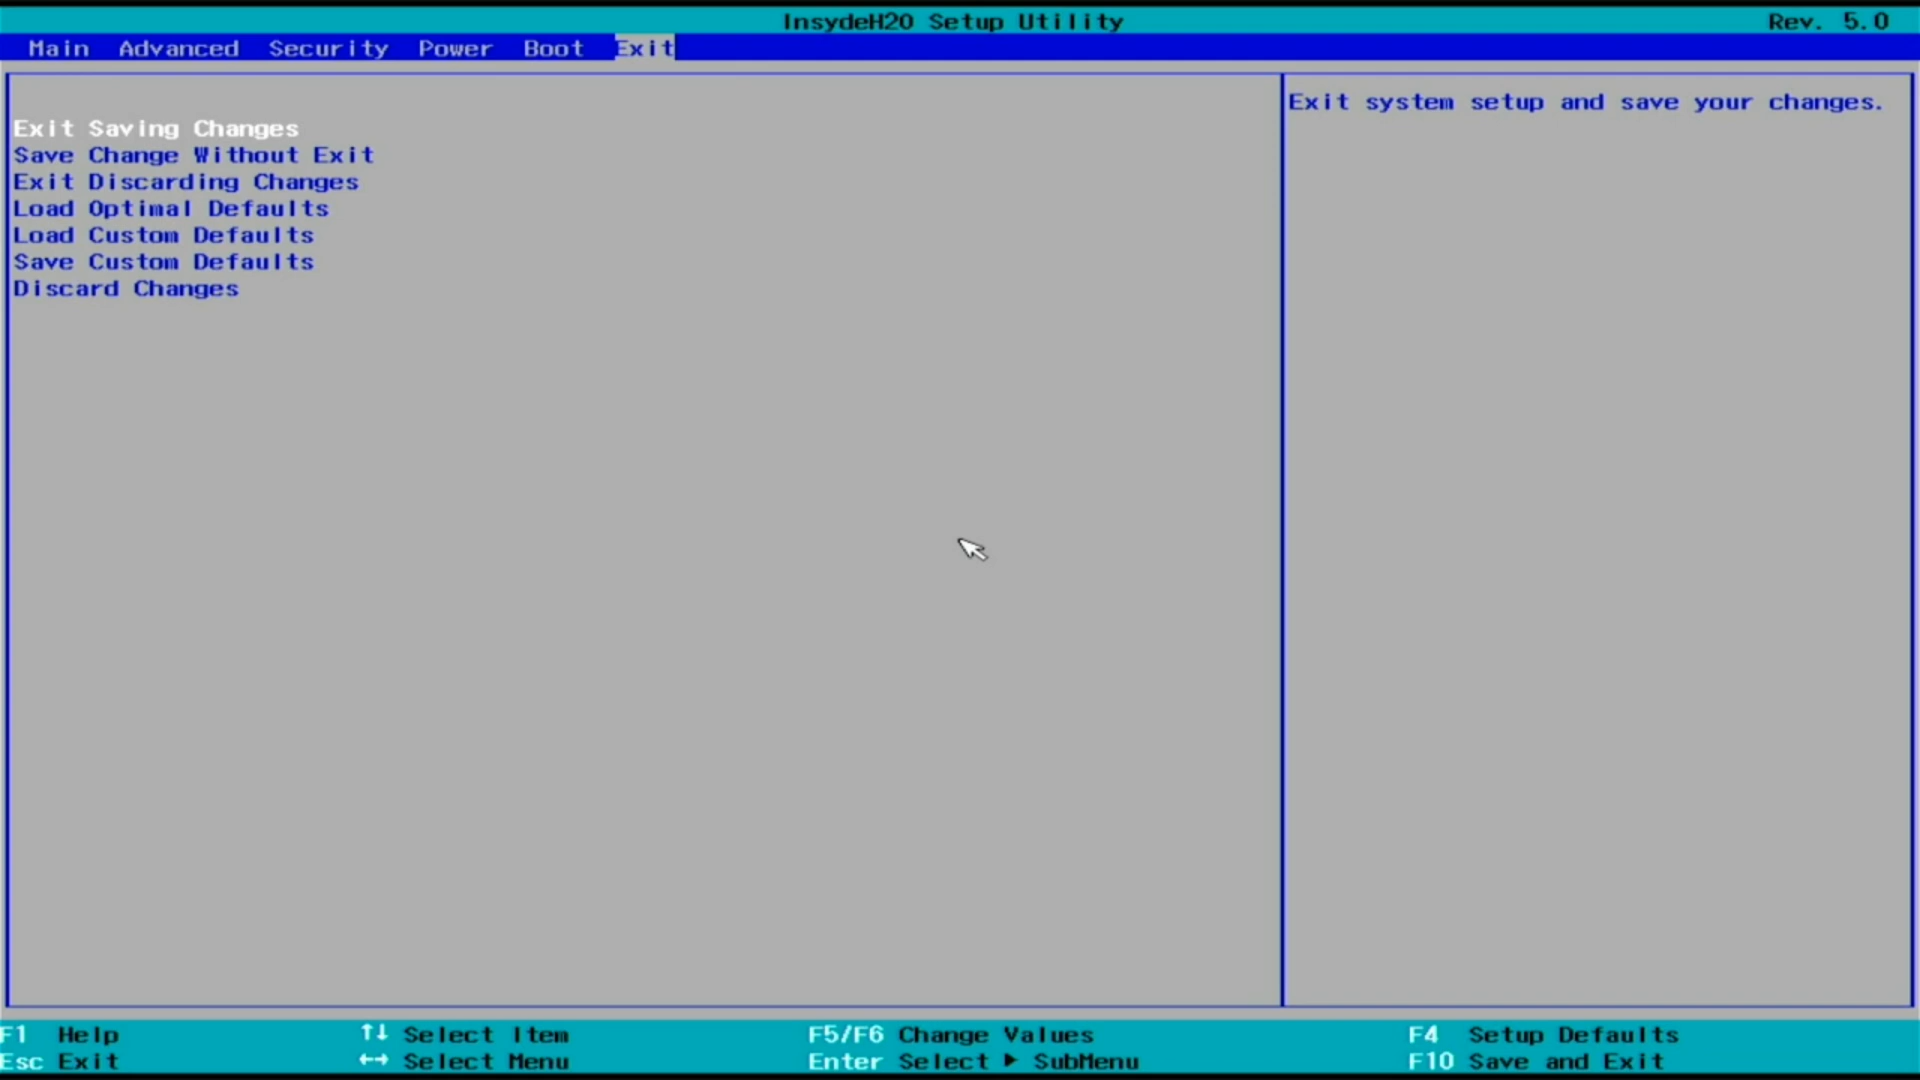 InsydeH20 Setup Utility Rev. 5.0
Main Advanced Security Power Boot Exit
Exit system setup and save your changes.
Exit Saving Changes
Save Change Without Exit
Exit Discarding Changes
Load Optimal Defaults
Load Custom Defaults
Save Custom Defaults
Discard Changes
F1 Help ↑↓ Select Item F5/F6 Change Values F4 Setup Defaults
Esc Exit ↔ Select Menu Enter Select ► SubMenu F10 Save and Exit